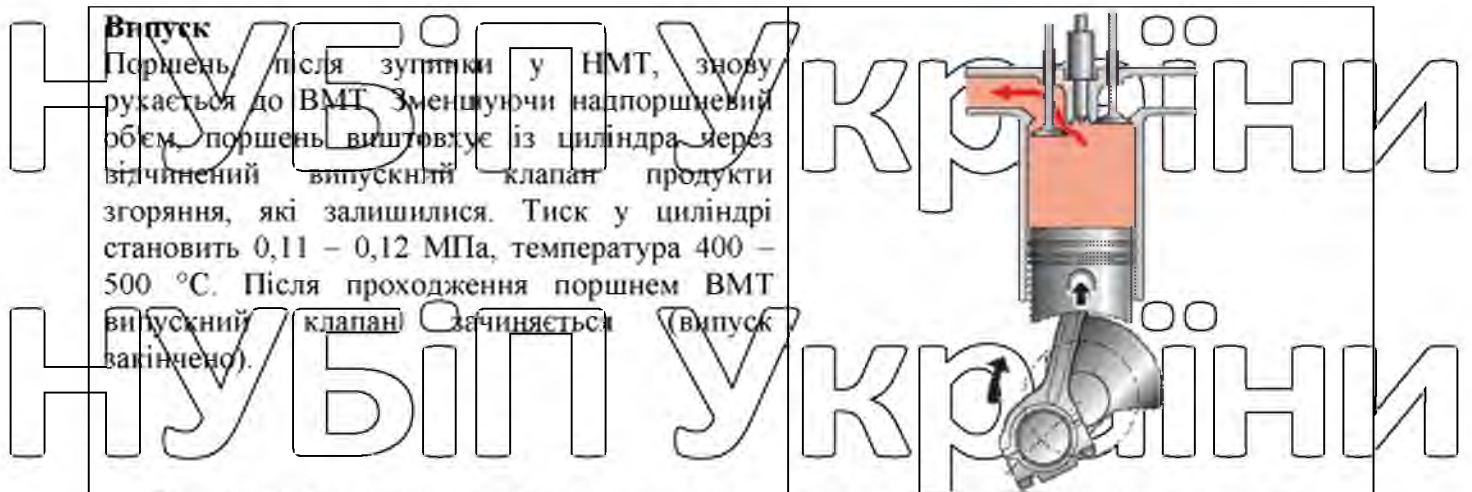 Випуск
Поршень, після зупинки у НМТ, знову
рухається до ВМТ. Зменшуючи надпоршневий
об'єм, поршень виштовхує із циліндра через
відчинений випускний клапан продукти
згоряння, які залишилися. Тиск у циліндрі
становить 0,11 – 0,12 МПа, температура 400 –
500 °С. Після проходження поршнем ВМТ
випускний клапан зачиняється (випуск
закінчено).
НУБіП України
НУБіП України